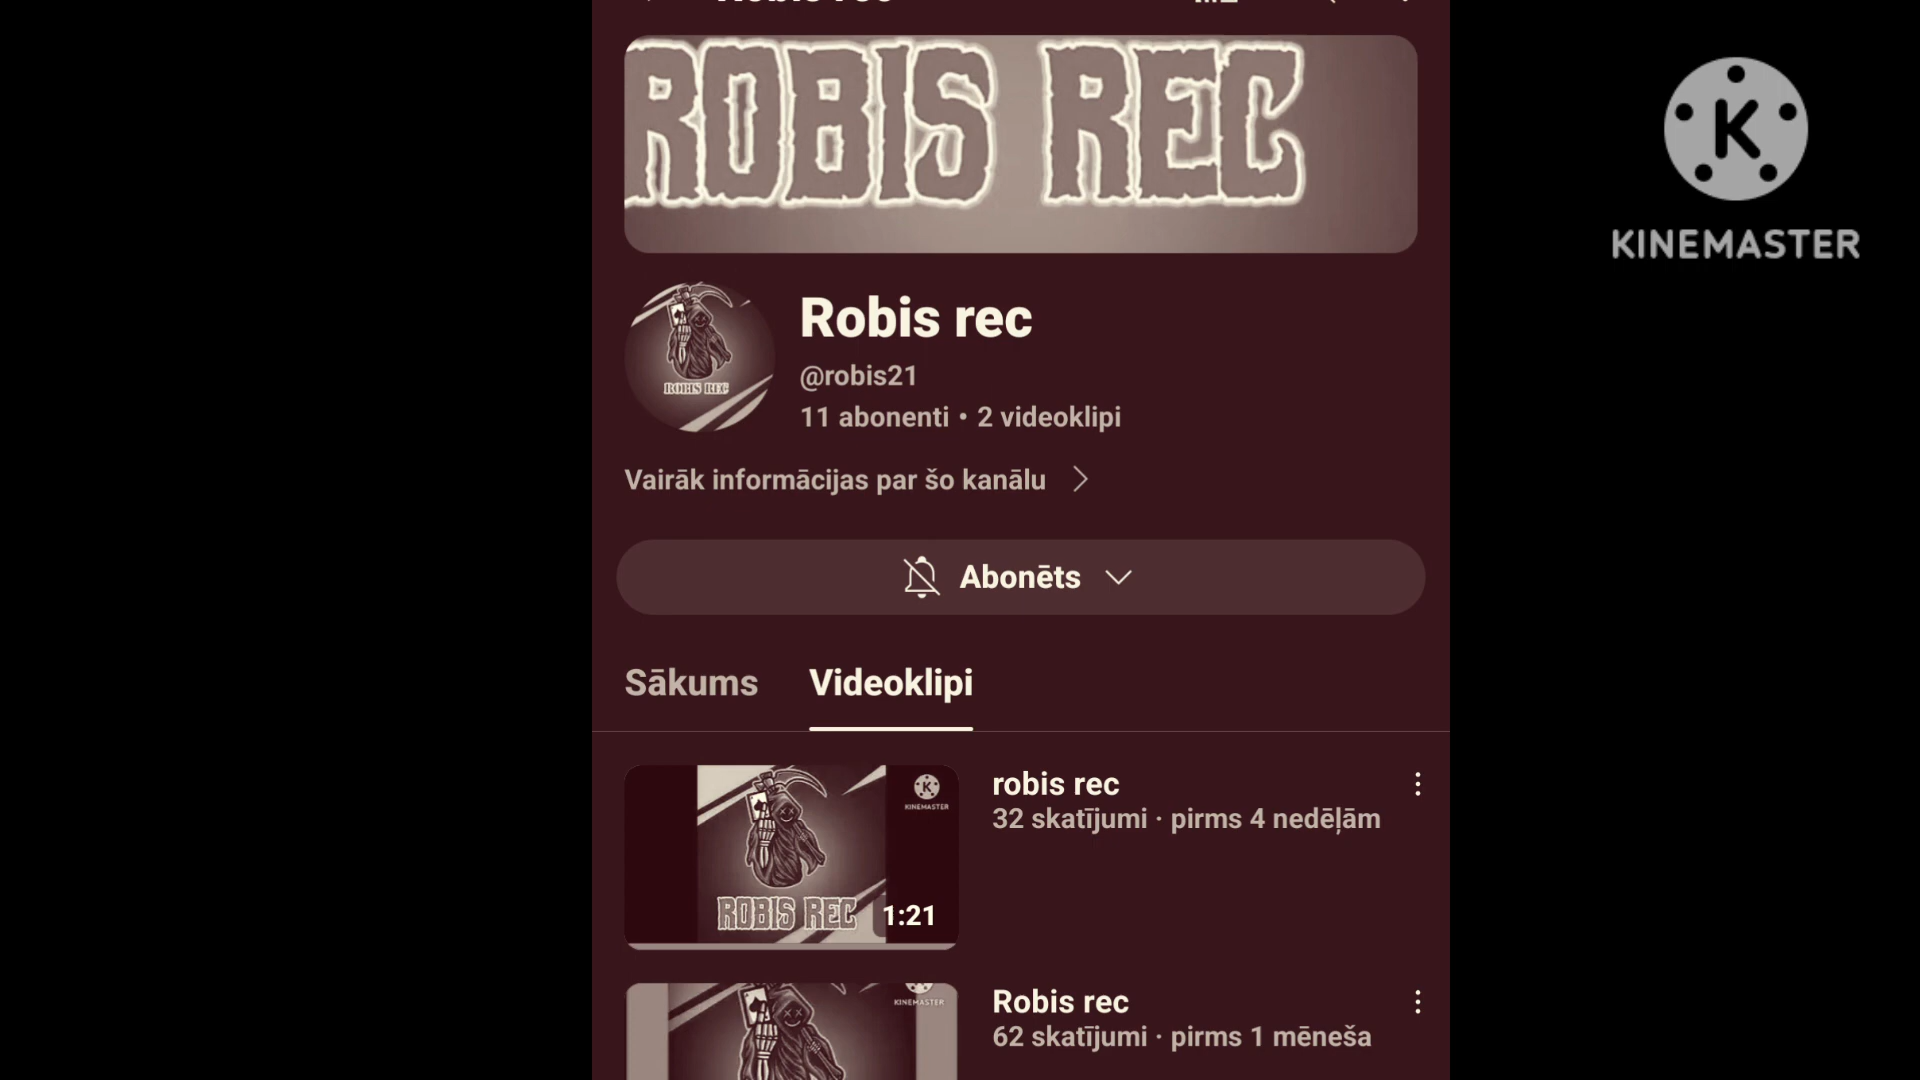 ROBIS REC
K
KINEMASTER
ROBIS REC
Robis rec
@robis21
11 abonenti • 2 videoklipi
Vairāk informācijas par šo kanālu
Abonēts
Sākums
Videoklipi
KINEMASTER
ROBIS REC
1:21
robis rec
32 skatījumi · pirms 4 nedēļām
KINEMASTER
Robis rec
62 skatījumi · pirms 1 mēneša